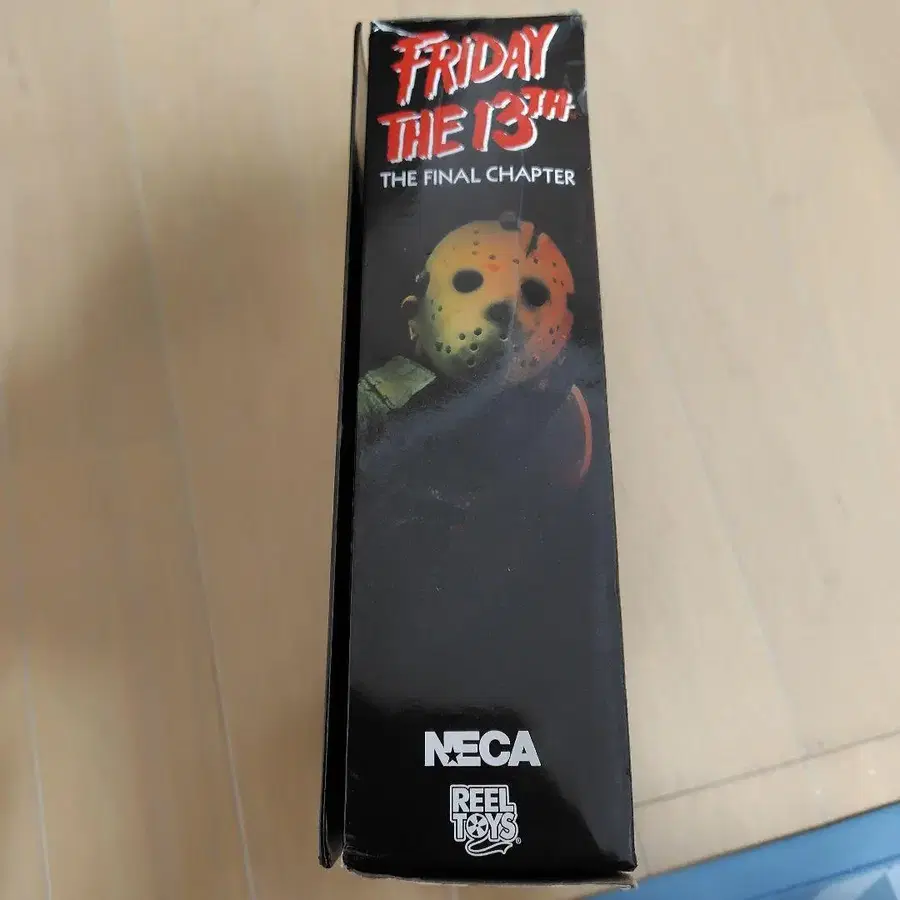 FRIDAY
THE 13TH
THE FINAL CHAPTER
NECA
REEL
TOYS®